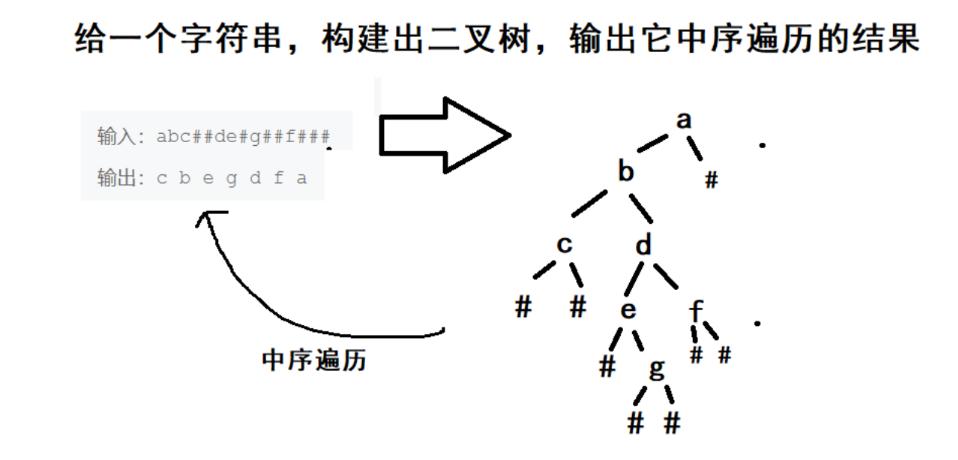 给一个字符串，构建出二叉树，输出它中序遍历的结果
输入：abc##de#g##f###
输出：c b e g d f a
中序遍历
a
b #
c d
# # e f
# g # #
# #